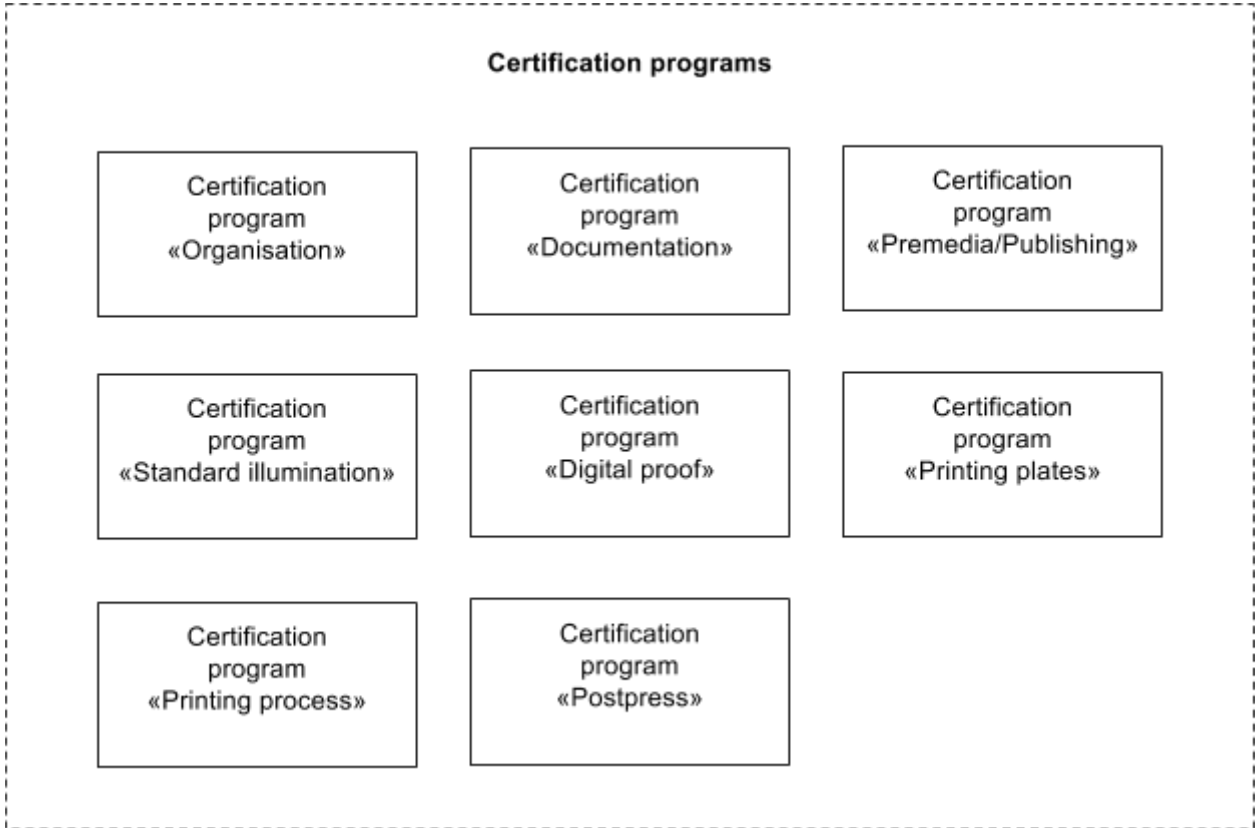 Certification programs
Certification
program
«Organisation»
Certification
program
«Documentation»
Certification
program
«Premedia/Publishing»
Certification
program
«Standard illumination»
Certification
program
«Digital proof»
Certification
program
«Printing plates»
Certification
program
«Printing process»
Certification
program
«Postpress»